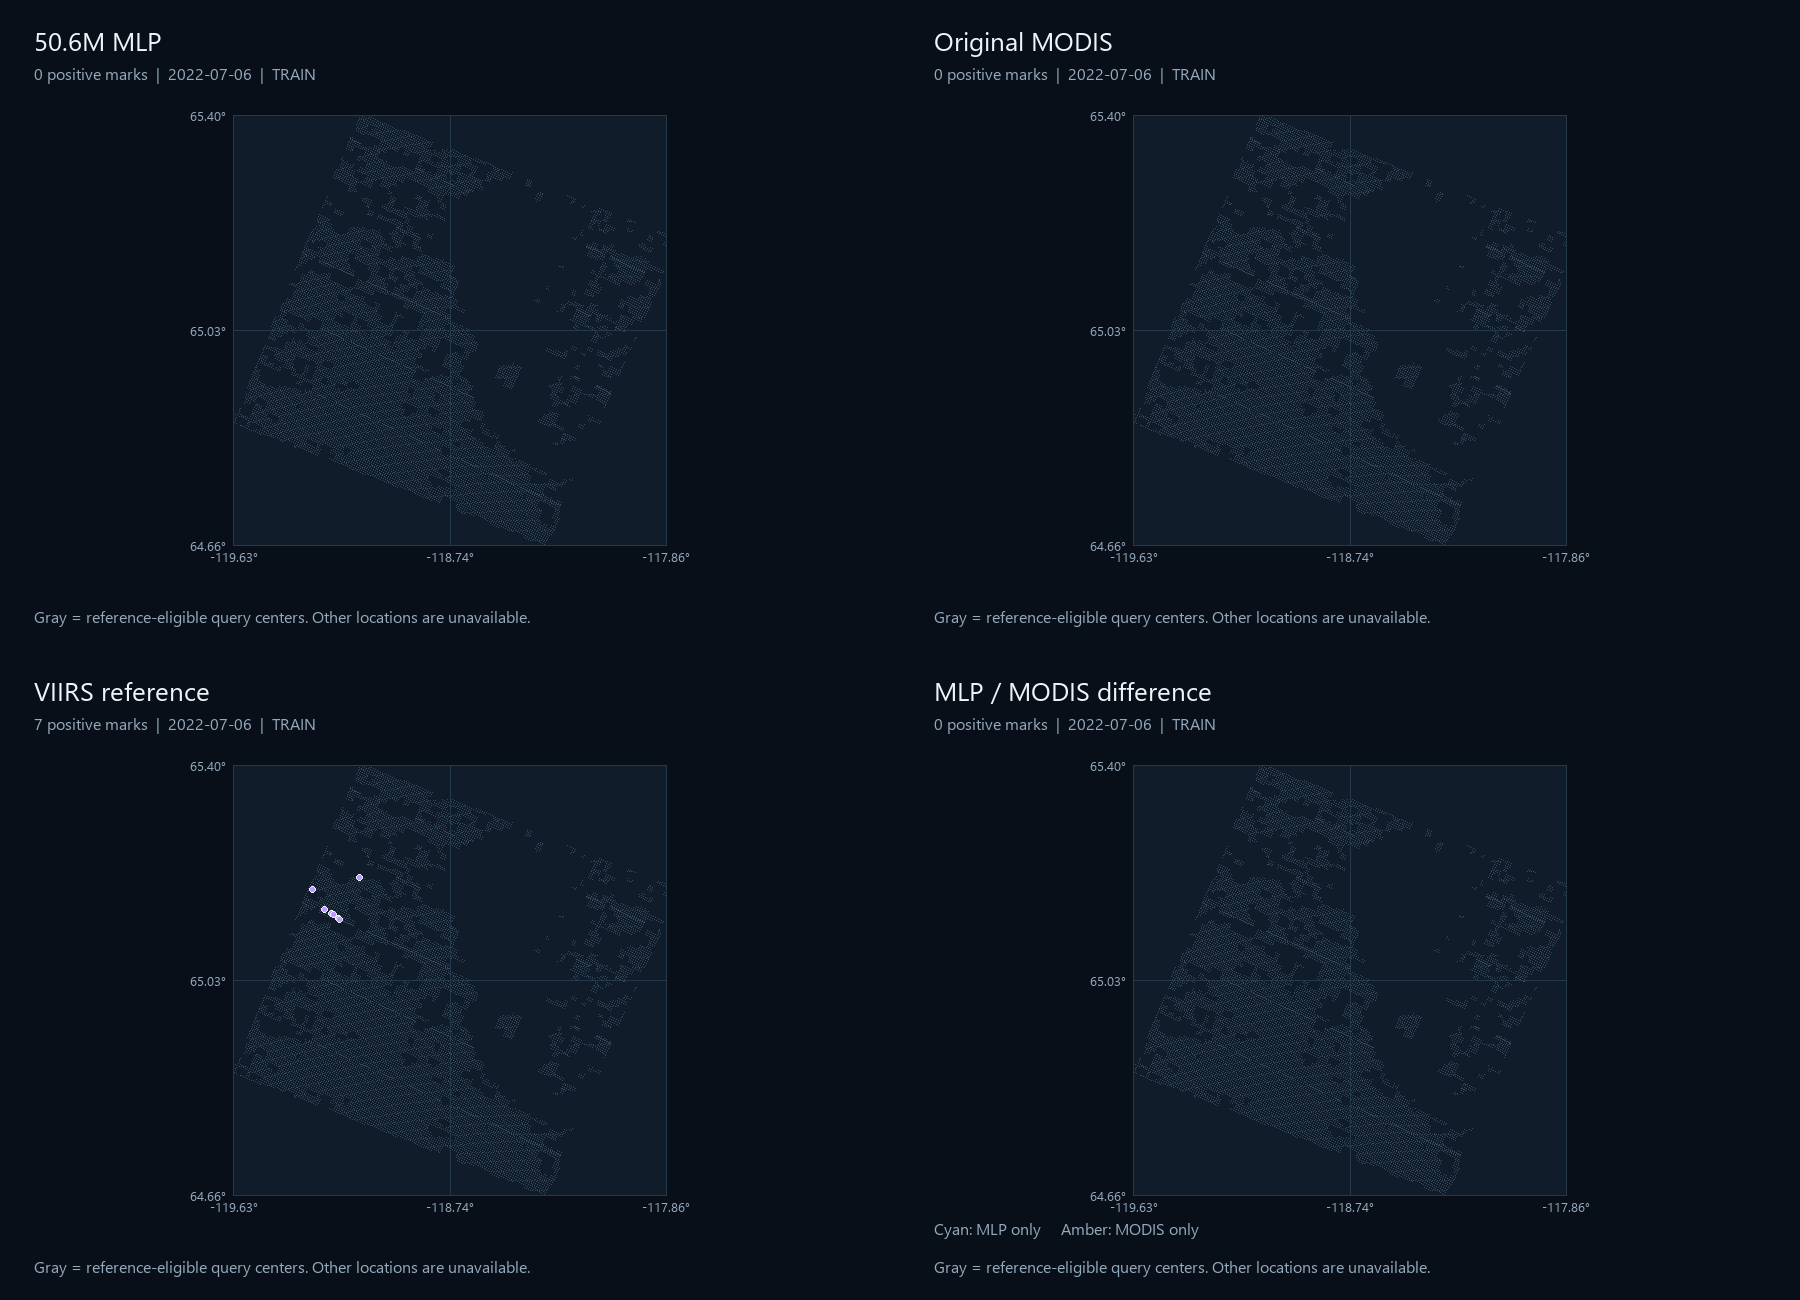 50.6M MLP
0 positive marks | 2022-07-06 | TRAIN
65.40°
65.03°
64.66°
-119.63°
-118.74°
-117.86°
Gray = reference-eligible query centers. Other locations are unavailable.
Original MODIS
0 positive marks | 2022-07-06 | TRAIN
65.40°
65.03°
64.66°
-119.63°
-118.74°
-117.86°
Gray = reference-eligible query centers. Other locations are unavailable.
VIIRS reference
7 positive marks | 2022-07-06 | TRAIN
65.40°
65.03°
64.66°
-119.63°
-118.74°
-117.86°
Gray = reference-eligible query centers. Other locations are unavailable.
MLP / MODIS difference
0 positive marks | 2022-07-06 | TRAIN
65.40°
65.03°
64.66°
-119.63°
-118.74°
-117.86°
Cyan: MLP only Amber: MODIS only
Gray = reference-eligible query centers. Other locations are unavailable.